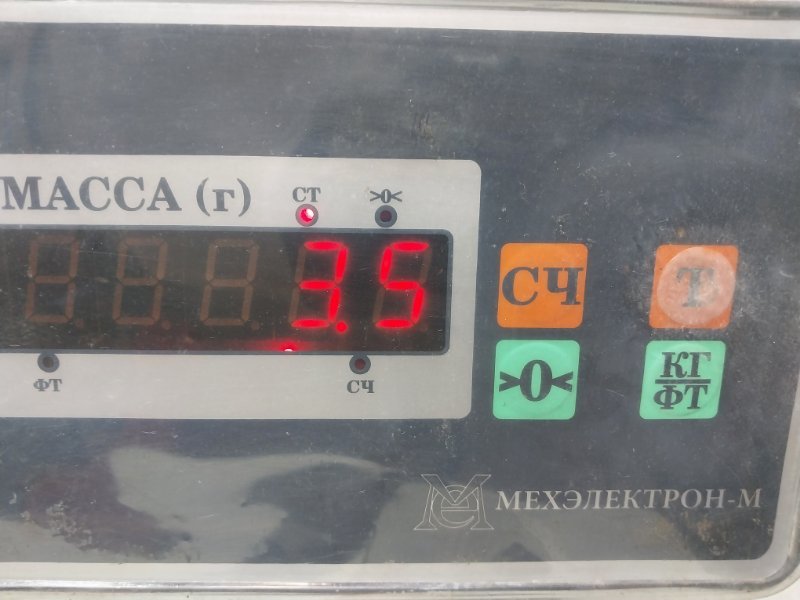 МАССА (г)
СТ
>0<
3.5
ФТ
СЧ
СЧ
Т
>0<
КГ
ФТ
МЕХЭЛЕКТРОН-М